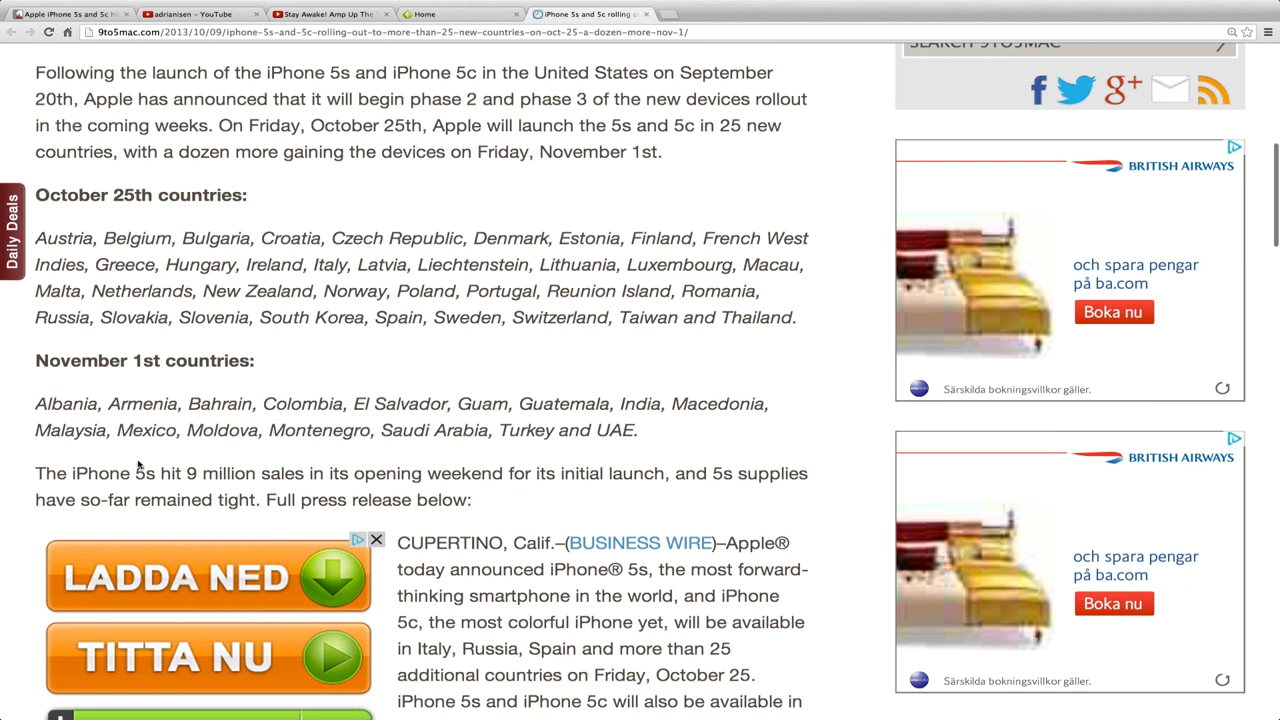 Apple iPhone 5s and 5c hi
adrianisen – YouTube
Stay Awake! Amp Up The
Home
iPhone 5s and 5c rolling o
9to5mac.com/2013/10/09/iphone-5s-and-5c-rolling-out-to-more-than-25-new-countries-on-oct-25-a-dozen-more-nov-1/
SEARCH 9TO5MAC
Following the launch of the iPhone 5s and iPhone 5c in the United States on September
20th, Apple has announced that it will begin phase 2 and phase 3 of the new devices rollout
in the coming weeks. On Friday, October 25th, Apple will launch the 5s and 5c in 25 new
countries, with a dozen more gaining the devices on Friday, November 1st.
Daily Deals
October 25th countries:
Austria, Belgium, Bulgaria, Croatia, Czech Republic, Denmark, Estonia, Finland, French West
Indies, Greece, Hungary, Ireland, Italy, Latvia, Liechtenstein, Lithuania, Luxembourg, Macau,
Malta, Netherlands, New Zealand, Norway, Poland, Portugal, Reunion Island, Romania,
Russia, Slovakia, Slovenia, South Korea, Spain, Sweden, Switzerland, Taiwan and Thailand.
November 1st countries:
Albania, Armenia, Bahrain, Colombia, El Salvador, Guam, Guatemala, India, Macedonia,
Malaysia, Mexico, Moldova, Montenegro, Saudi Arabia, Turkey and UAE.
The iPhone 5s hit 9 million sales in its opening weekend for its initial launch, and 5s supplies
have so-far remained tight. Full press release below:
LADDA NED
TITTA NU
CUPERTINO, Calif.–(BUSINESS WIRE)–Apple®
today announced iPhone® 5s, the most forward-
thinking smartphone in the world, and iPhone
5c, the most colorful iPhone yet, will be available
in Italy, Russia, Spain and more than 25
additional countries on Friday, October 25.
iPhone 5s and iPhone 5c will also be available in
BRITISH AIRWAYS
och spara pengar
på ba.com
Boka nu
Särskilda bokningsvillkor gäller.
BRITISH AIRWAYS
och spara pengar
på ba.com
Boka nu
Särskilda bokningsvillkor gäller.